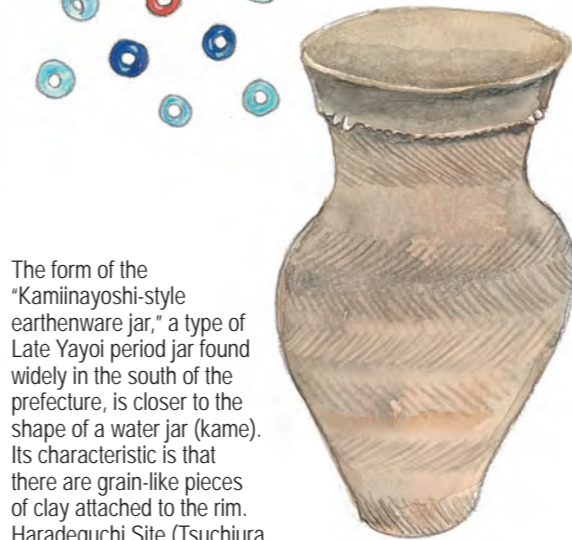 The form of the
"Kamiinayoshi-style
earthenware jar," a type of
Late Yayoi period jar found
widely in the south of the
prefecture, is closer to the
shape of a water jar (kame).
Its characteristic is that
there are grain-like pieces
of clay attached to the rim.
Haradeguchi Site (Tsuchiura